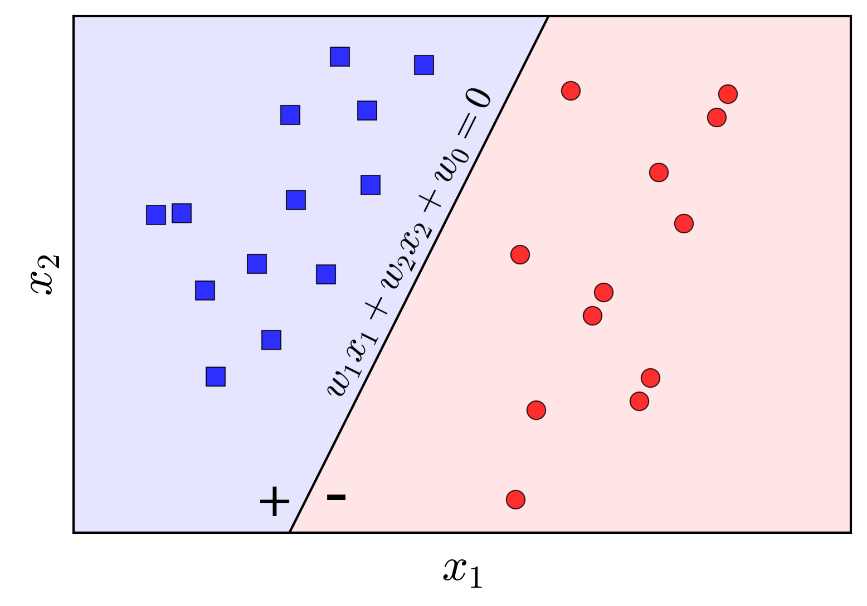 w₁x₁ + w₂x₂ + w₀ = 0
x₂
+ -
x₁